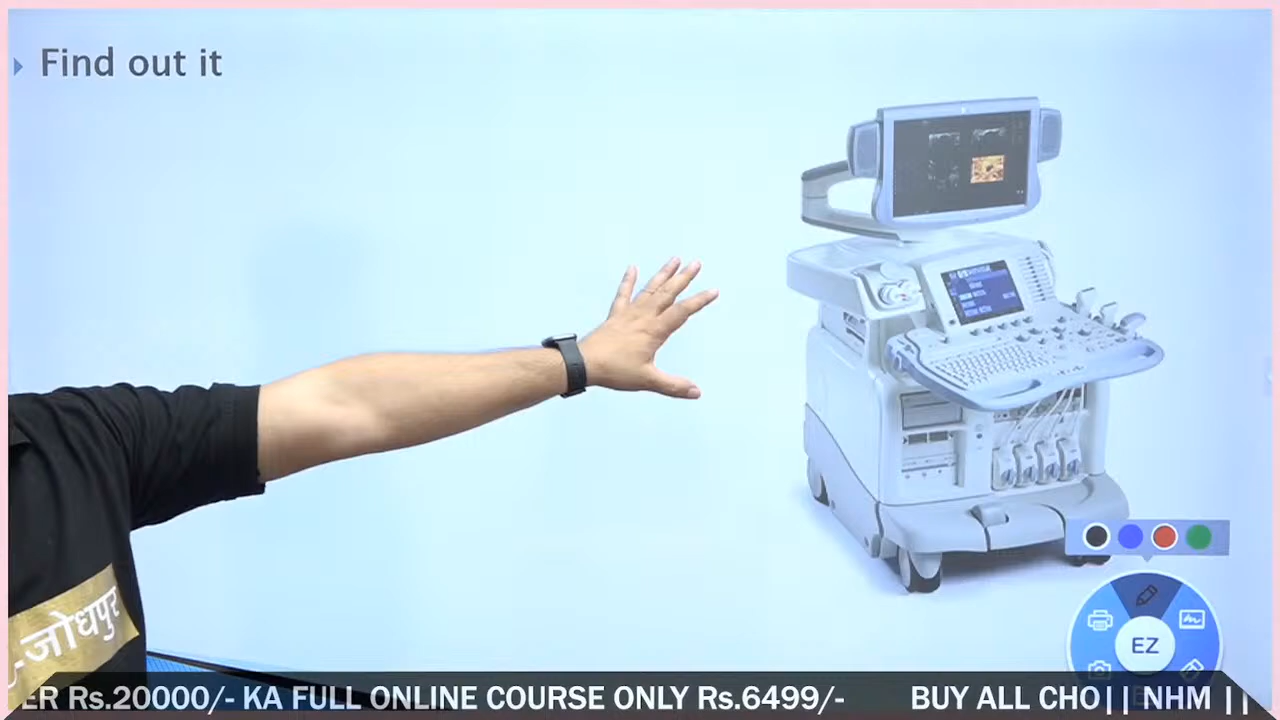 Find out it
-जोधपुर
EZ
ER Rs.20000/- KA FULL ONLINE COURSE ONLY Rs.6499/- BUY ALL CHO|| NHM ||